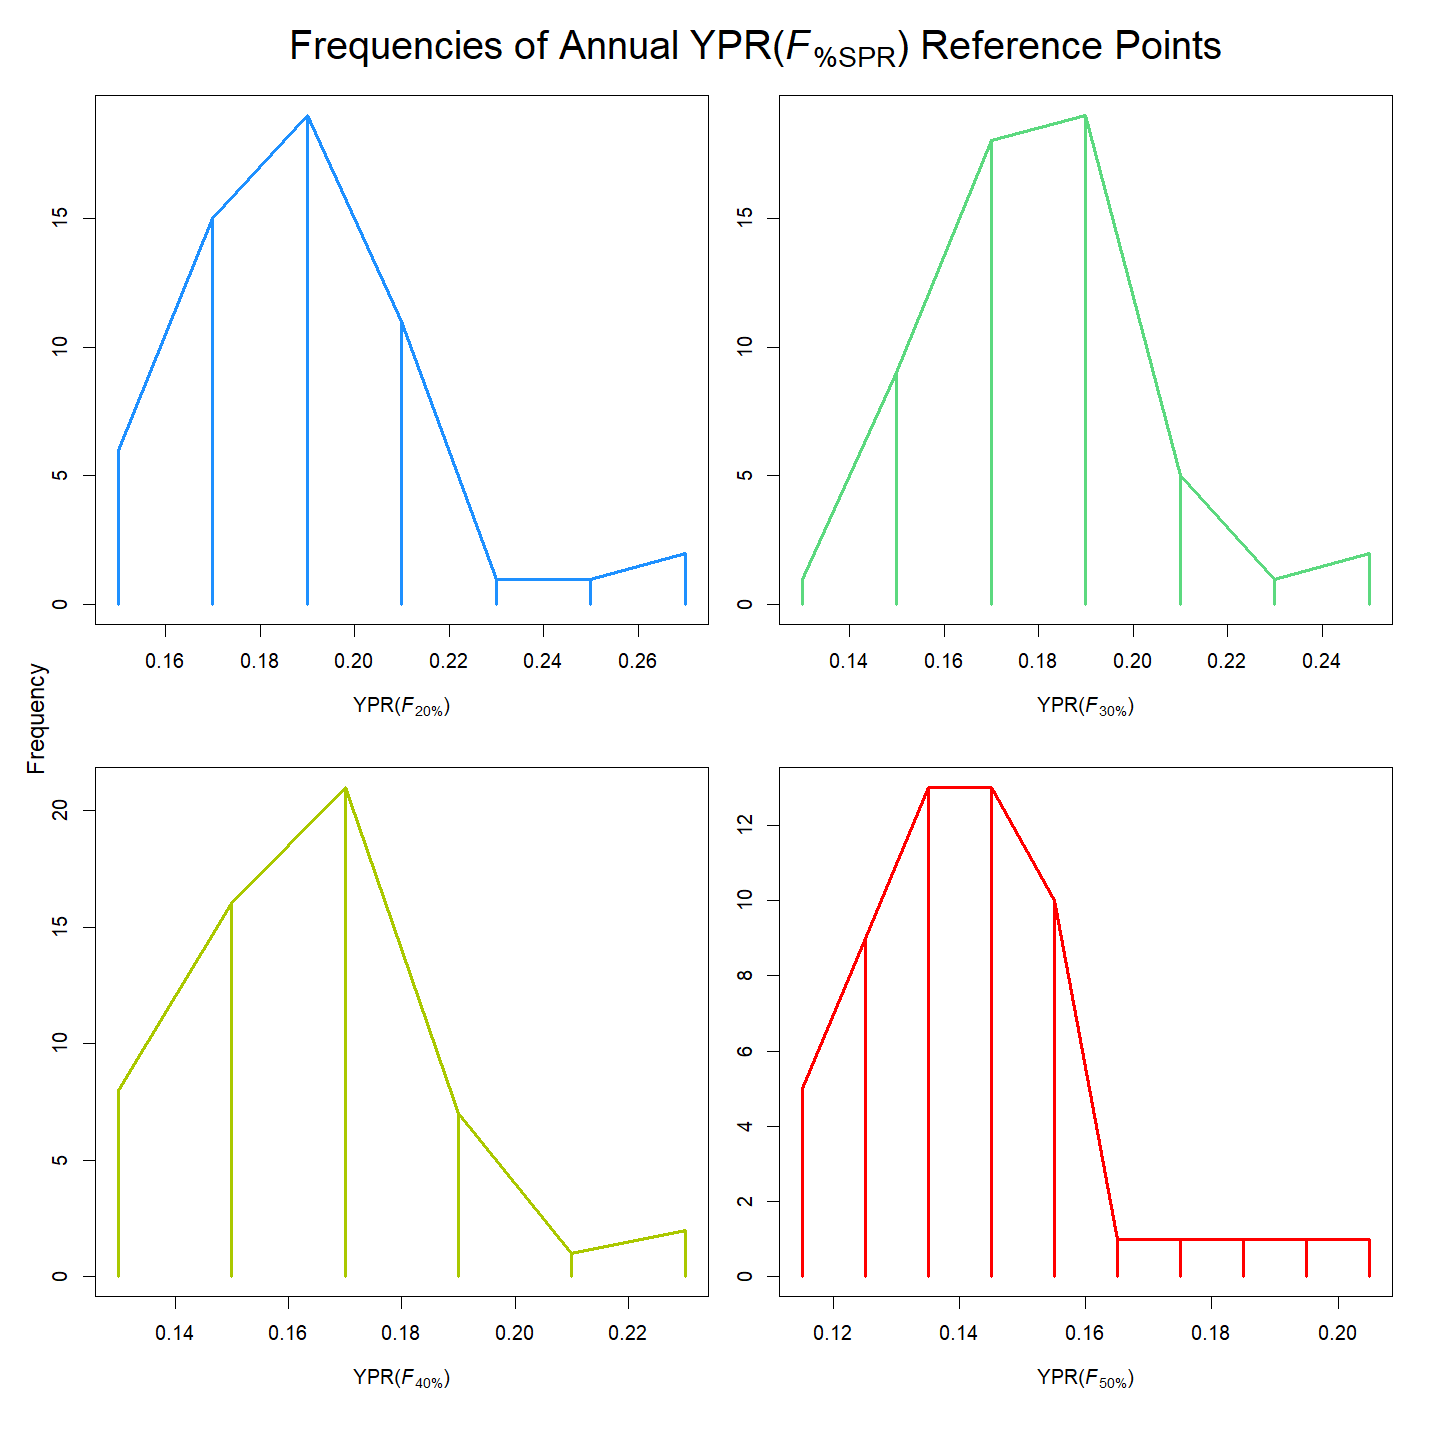 Frequencies of Annual YPR(F%SPR) Reference Points
Frequency
15
10
5
0
0.16 0.18 0.20 0.22 0.24 0.26
YPR(F20%)
15
10
5
0
0.14 0.16 0.18 0.20 0.22 0.24
YPR(F30%)
20
15
10
5
0
0.14 0.16 0.18 0.20 0.22
YPR(F40%)
12
10
8
6
4
2
0
0.12 0.14 0.16 0.18 0.20
YPR(F50%)